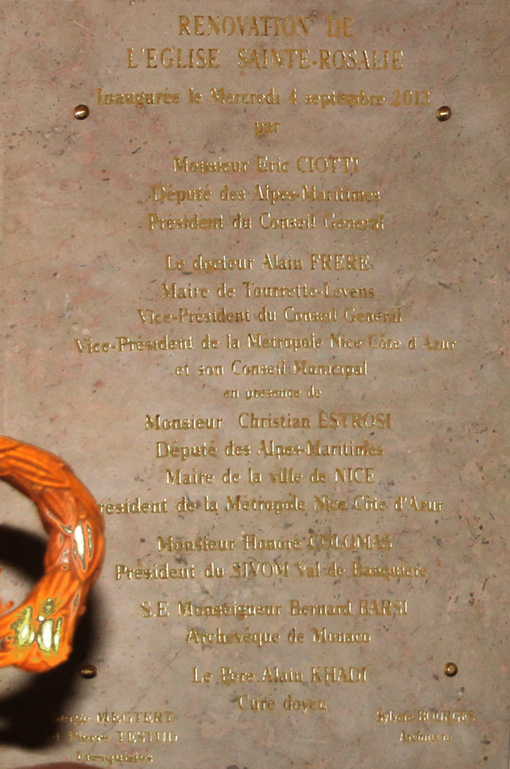 RENOVATION DE
L'EGLISE SAINTE-ROSALIE
Inaugurée le Mercredi 4 septembre 2012
par
Monsieur Eric CIOTTI
Député des Alpes-Maritimes
Président du Conseil Général
Le docteur Alain FRERE
Maire de Tourrette-Levens
Vice-Président du Conseil Général
Vice-Président de la Métropole Nice Côte d'Azur
et son Conseil Municipal
en présence de
Monsieur Christian ESTROSI
Député des Alpes-Maritimes
Maire de la ville de NICE
résident de la Métropole Nice Côte d'Azur
Monsieur Honoré COLOMAS
Président du SIVOM Val de Banquière
S.E Monseigneur Bernard BARSI
Archevêque de Monaco
Le Père Alain KHADI
Curé doyen
TESTUD
Sylvie